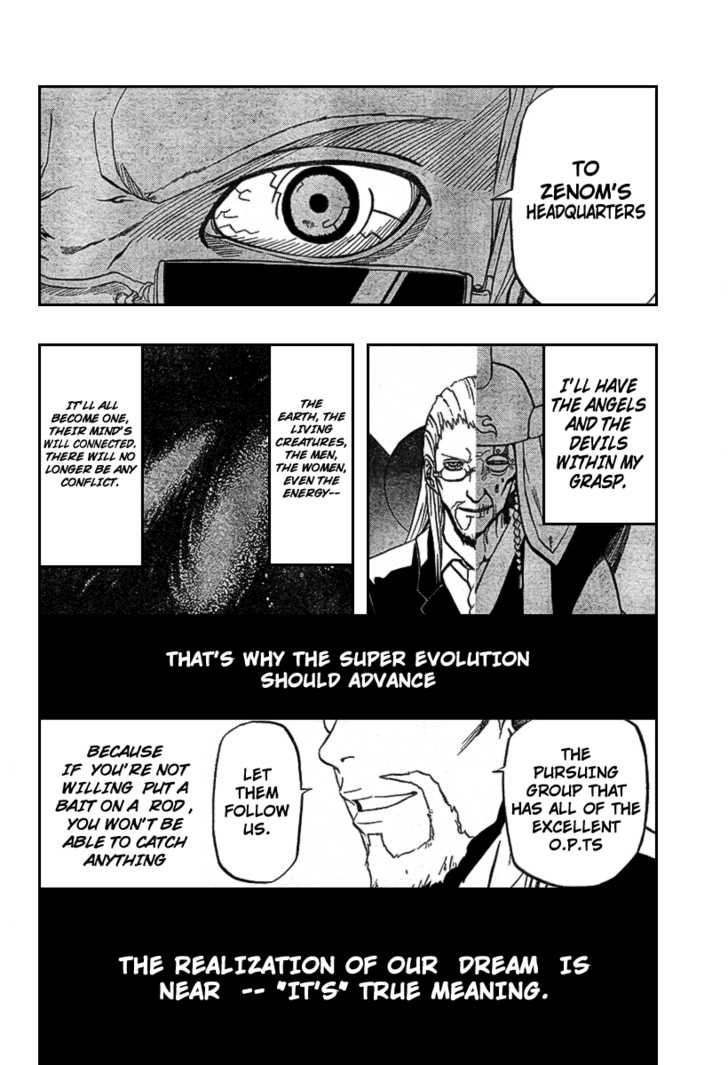 TO
ZENOM'S
HEADQUARTERS
I'LL HAVE
THE ANGELS
AND THE
DEVILS
WITHIN MY
GRASP.
THE
EARTH, THE
LIVING
CREATURES,
THE MEN,
THE WOMEN,
EVEN THE
ENERGY--
IT'LL ALL
BECOME ONE,
THEIR MIND'S
WILL CONNECTED.
THERE WILL NO
LONGER BE ANY
CONFLICT.
THAT'S WHY THE SUPER EVOLUTION
SHOULD ADVANCE
THE
PURSUING
GROUP THAT
HAS ALL OF THE
EXCELLENT
O.P.TS
LET
THEM
FOLLOW
US.
BECAUSE
IF YOU'RE NOT
WILLING PUT A
BAIT ON A ROD,
YOU WON'T BE
ABLE TO CATCH
ANYTHING
THE REALIZATION OF OUR DREAM IS
NEAR -- "IT'S" TRUE MEANING.